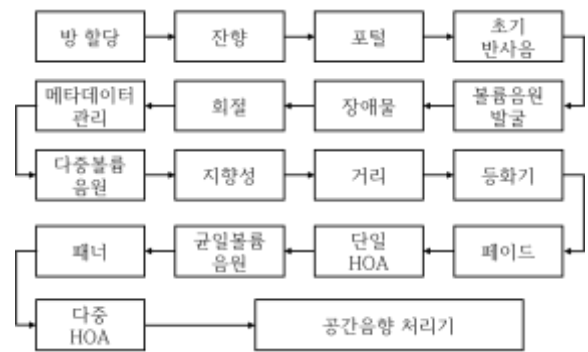 방 할당
잔향
포털
초기
반사음
메타데이터
관리
회절
장애물
볼륨음원
발굴
다중볼륨
음원
지향성
거리
등화기
패너
균일볼륨
음원
단일
HOA
페이드
다중
HOA
공간음향 처리기